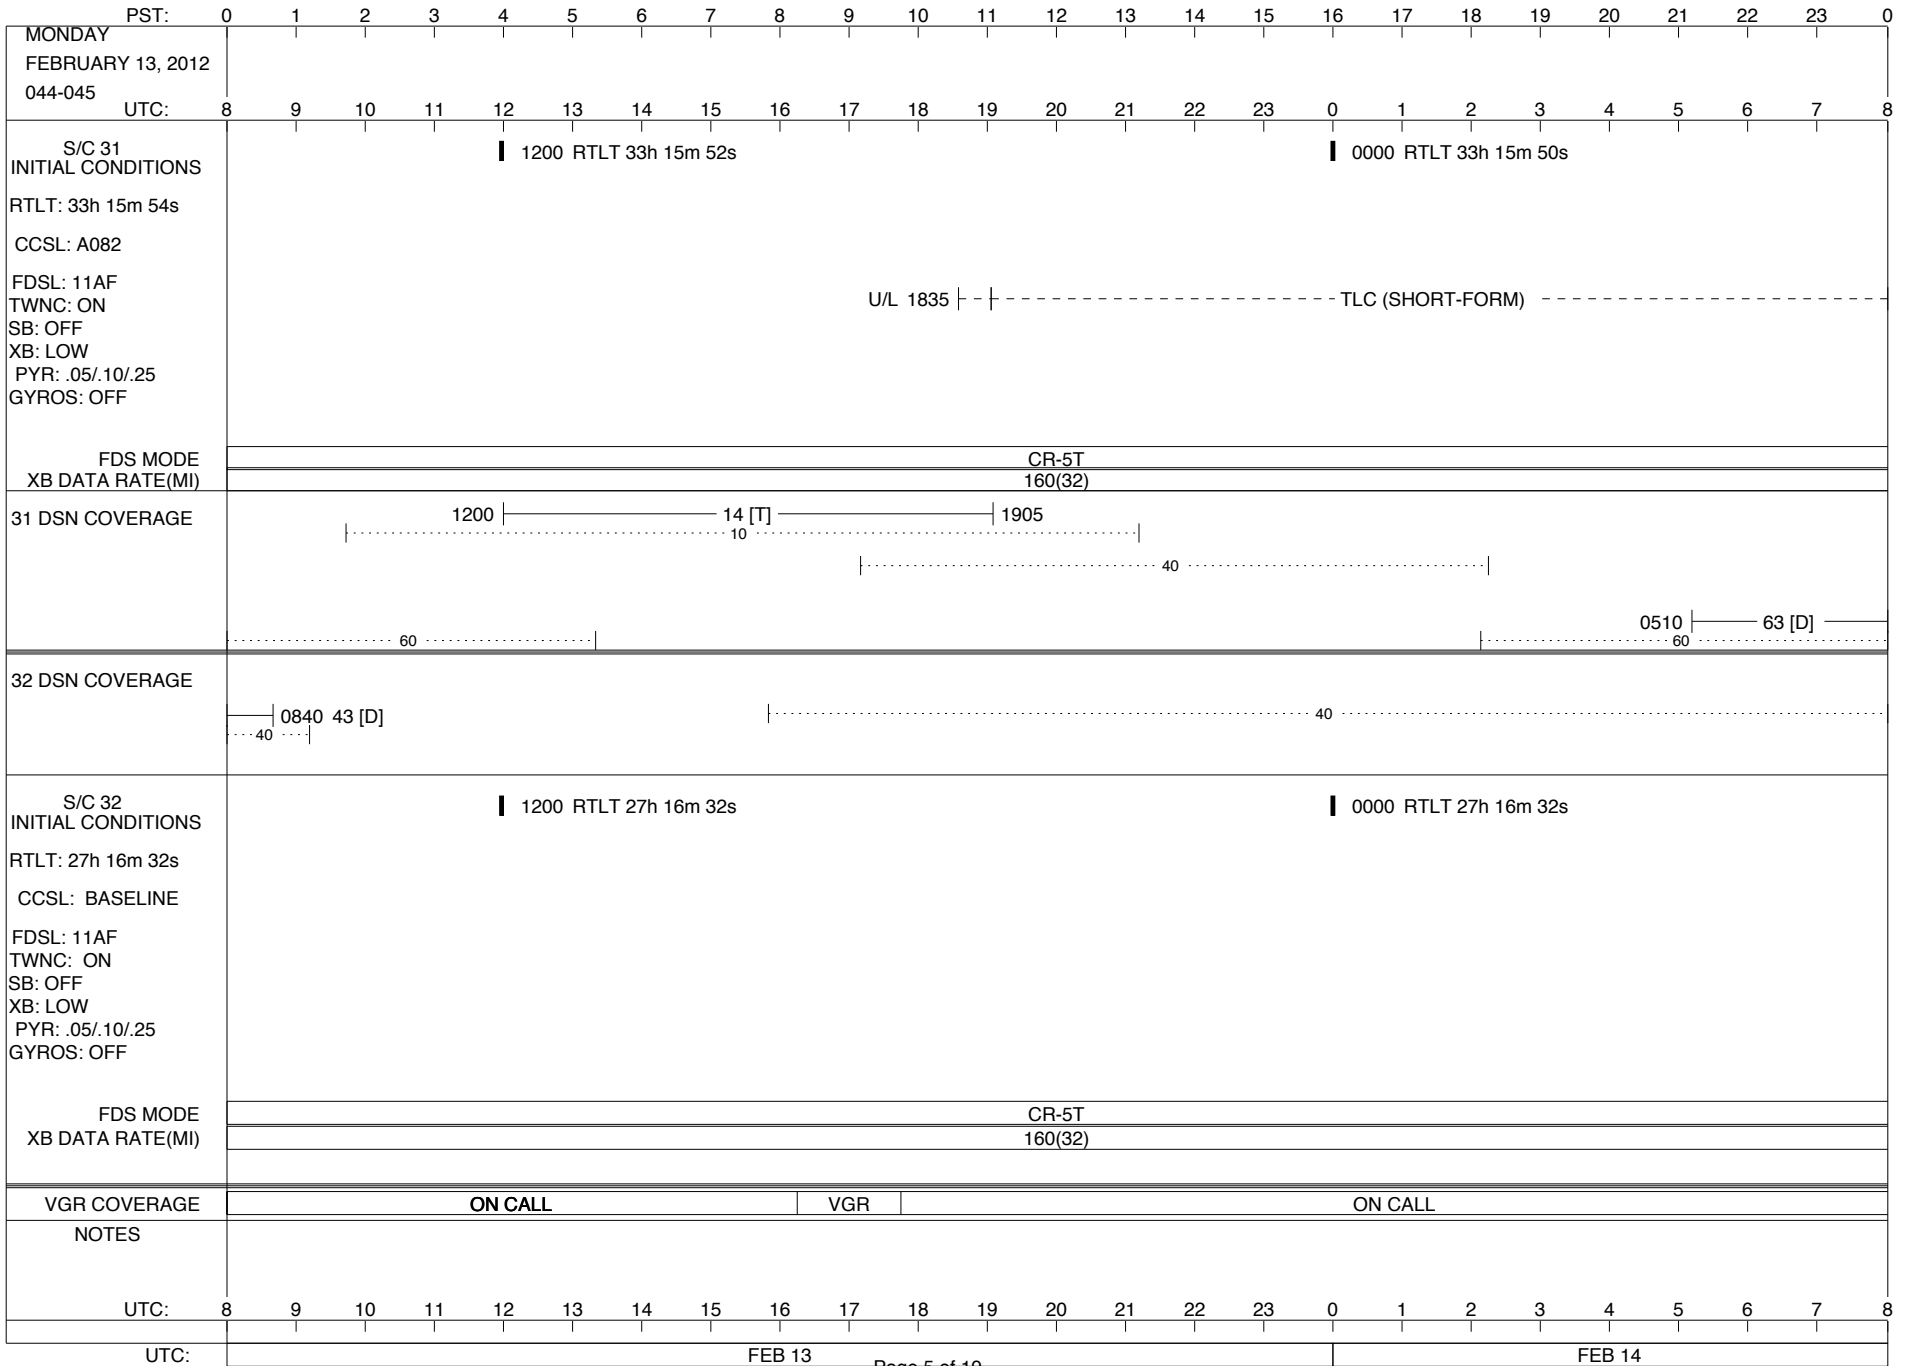 PST: 0 1 2 3 4 5 6 7 8 9 10 11 12 13 14 15 16 17 18 19 20 21 22 23 0
MONDAY
FEBRUARY 13, 2012
044-045
UTC: 8 9 10 11 12 13 14 15 16 17 18 19 20 21 22 23 0 1 2 3 4 5 6 7 8
S/C 31
INITIAL CONDITIONS
1200 RTLT 33h 15m 52s
0000 RTLT 33h 15m 50s
RTLT: 33h 15m 54s
CCSL: A082
FDSL: 11AF
TWNC: ON
SB: OFF
XB: LOW
PYR: .05/.10/.25
GYROS: OFF
U/L 1835
TLC (SHORT-FORM)
FDS MODE CR-5T
XB DATA RATE(MI) 160(32)
31 DSN COVERAGE
1200 14 [T] 1905
10
40
0510 63 [D]
60 60
32 DSN COVERAGE
0840 43 [D]
40
40
S/C 32
INITIAL CONDITIONS
1200 RTLT 27h 16m 32s
0000 RTLT 27h 16m 32s
RTLT: 27h 16m 32s
CCSL: BASELINE
FDSL: 11AF
TWNC: ON
SB: OFF
XB: LOW
PYR: .05/.10/.25
GYROS: OFF
FDS MODE CR-5T
XB DATA RATE(MI) 160(32)
VGR COVERAGE ON CALL VGR ON CALL
NOTES
UTC: 8 9 10 11 12 13 14 15 16 17 18 19 20 21 22 23 0 1 2 3 4 5 6 7 8
UTC: FEB 13 FEB 14
Page 5 of 19